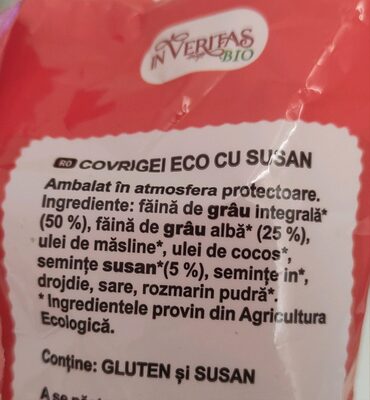 IN VERITAS
BIO
RO COVRIGEI ECO CU SUSAN
Ambalat în atmosfera protectoare.
Ingrediente: făină de grâu integrală*
(50 %), făină de grâu albă* (25 %),
ulei de măsline*, ulei de cocos*,
semințe susan*(5 %), semințe in*,
drojdie, sare, rozmarin pudră*.
* Ingredientele provin din Agricultura
Ecologică.
Conține: GLUTEN și SUSAN